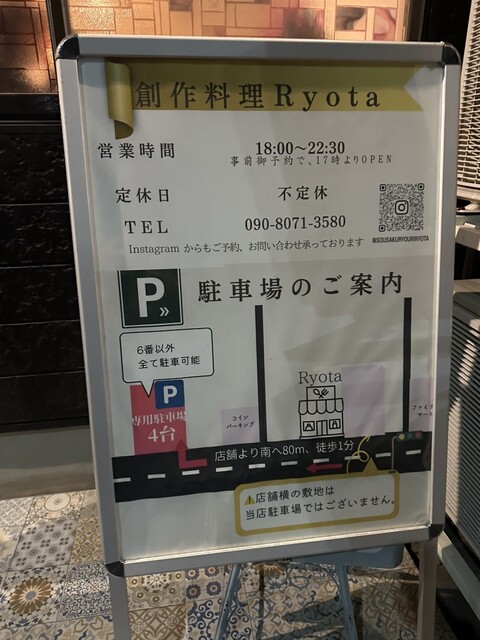 創作料理Ryota
営業時間
18:00〜22:30
事前御予約で、17時よりOPEN
定休日
不定休
TEL
090-8071-3580
Instagram からもご予約、お問い合わせ承っております
@SOUSAKURYOURIRYOTA
P»
駐車場のご案内
6番以外
全て駐車可能
P
専用駐車場
4台
コイン
パーキング
Ryota
ファミリ
マート
店舗より南へ80m、徒歩1分
⚠店舗横の敷地は
当店駐車場ではございません。